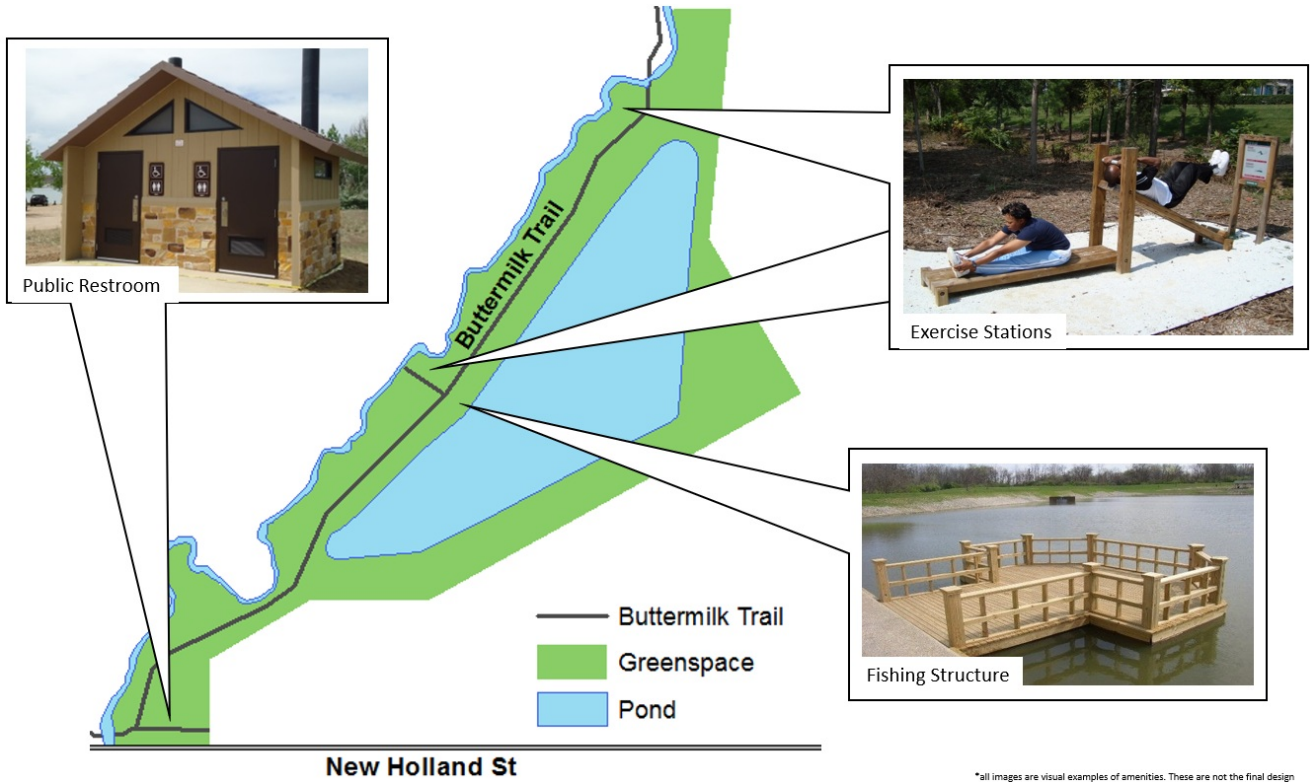 Public Restroom
Buttermilk Trail
Exercise Stations
Fishing Structure
Buttermilk Trail
Greenspace
Pond
New Holland St
*all images are visual examples of amenities. These are not the final design